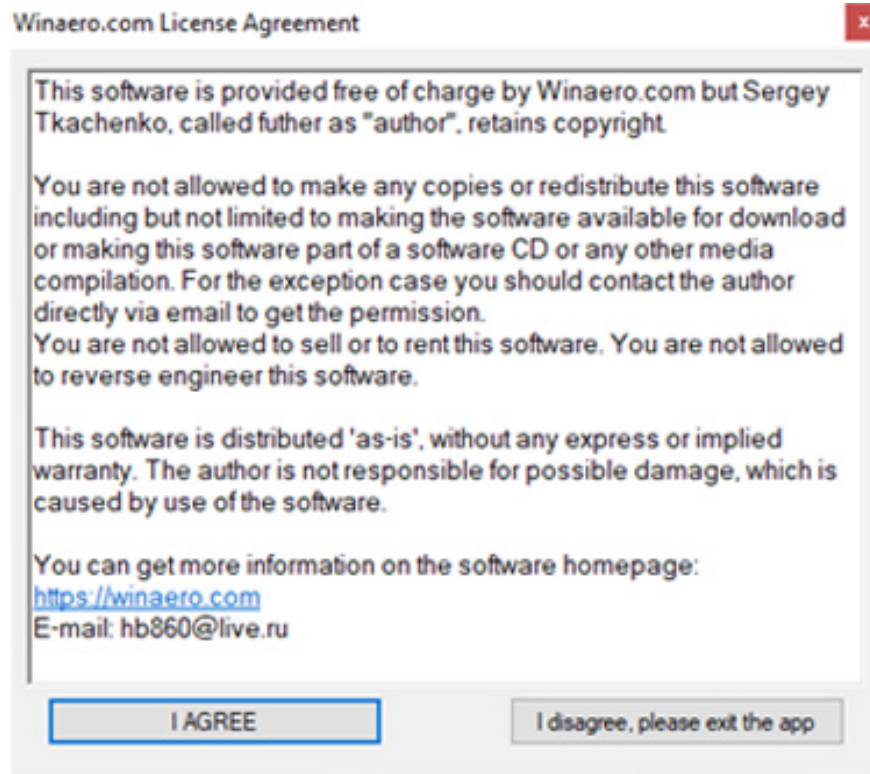 Winaero.com License Agreement
x
This software is provided free of charge by Winaero.com but Sergey
Tkachenko, called futher as "author", retains copyright.
You are not allowed to make any copies or redistribute this software
including but not limited to making the software available for download
or making this software part of a software CD or any other media
compilation. For the exception case you should contact the author
directly via email to get the permission.
You are not allowed to sell or to rent this software. You are not allowed
to reverse engineer this software.
This software is distributed 'as-is', without any express or implied
warranty. The author is not responsible for possible damage, which is
caused by use of the software.
You can get more information on the software homepage:
https://winaero.com
E-mail: hb860@live.ru
I AGREE
I disagree, please exit the app